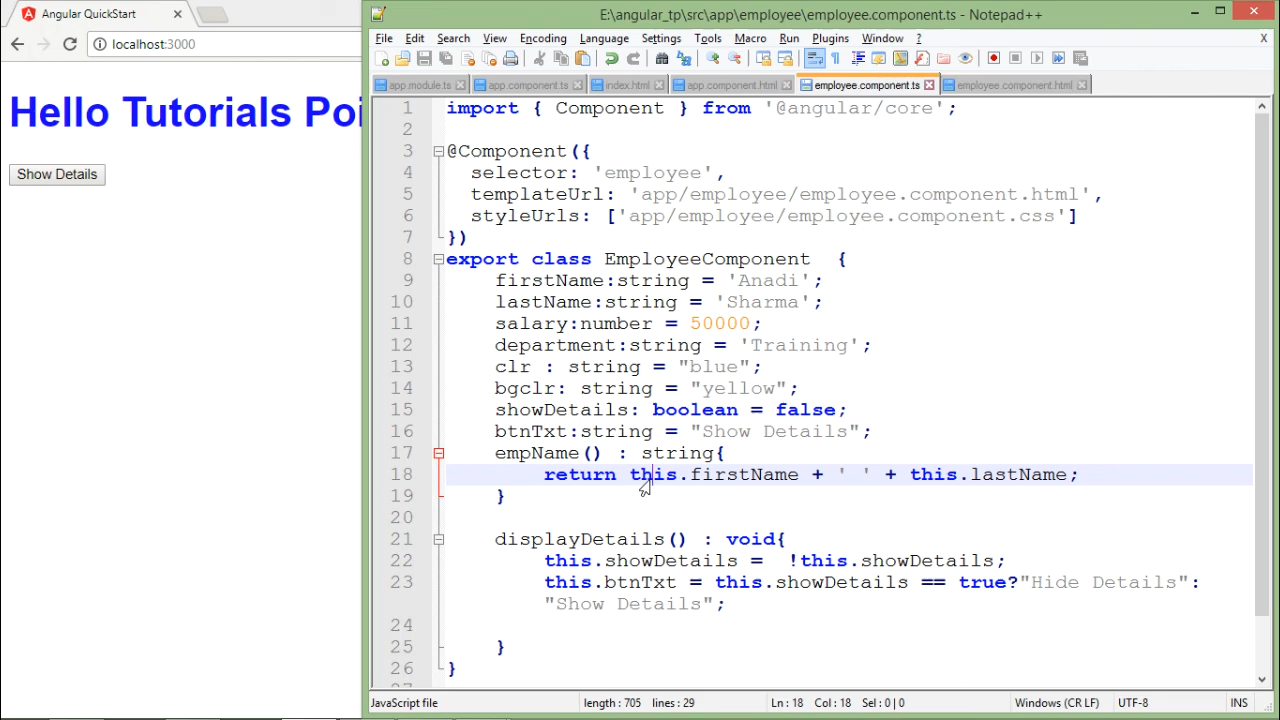 Angular QuickStart
localhost:3000
Hello Tutorials Poi
Show Details
E:\angular_tp\src\app\employee\employee.component.ts - Notepad++
File Edit Search View Encoding Language Settings Tools Macro Run Plugins Window ? X
app.module.ts app.component.ts index.html app.component.html employee.component.ts employee.component.html
1 import { Component } from '@angular/core';
2
3 @Component({
4 selector: 'employee',
5 templateUrl: 'app/employee/employee.component.html',
6 styleUrls: ['app/employee/employee.component.css']
7 })
8 export class EmployeeComponent {
9 firstName:string = 'Anadi';
10 lastName:string = 'Sharma';
11 salary:number = 50000;
12 department:string = 'Training';
13 clr : string = "blue";
14 bgclr: string = "yellow";
15 showDetails: boolean = false;
16 btnTxt:string = "Show Details";
17 empName() : string{
18 return this.firstName + ' ' + this.lastName;
19 }
20
21 displayDetails() : void{
22 this.showDetails = !this.showDetails;
23 this.btnTxt = this.showDetails == true?"Hide Details":
"Show Details";
24
25 }
26 }
27
JavaScript file length : 705 lines : 29 Ln : 18 Col : 18 Sel : 0 | 0 Windows (CR LF) UTF-8 INS